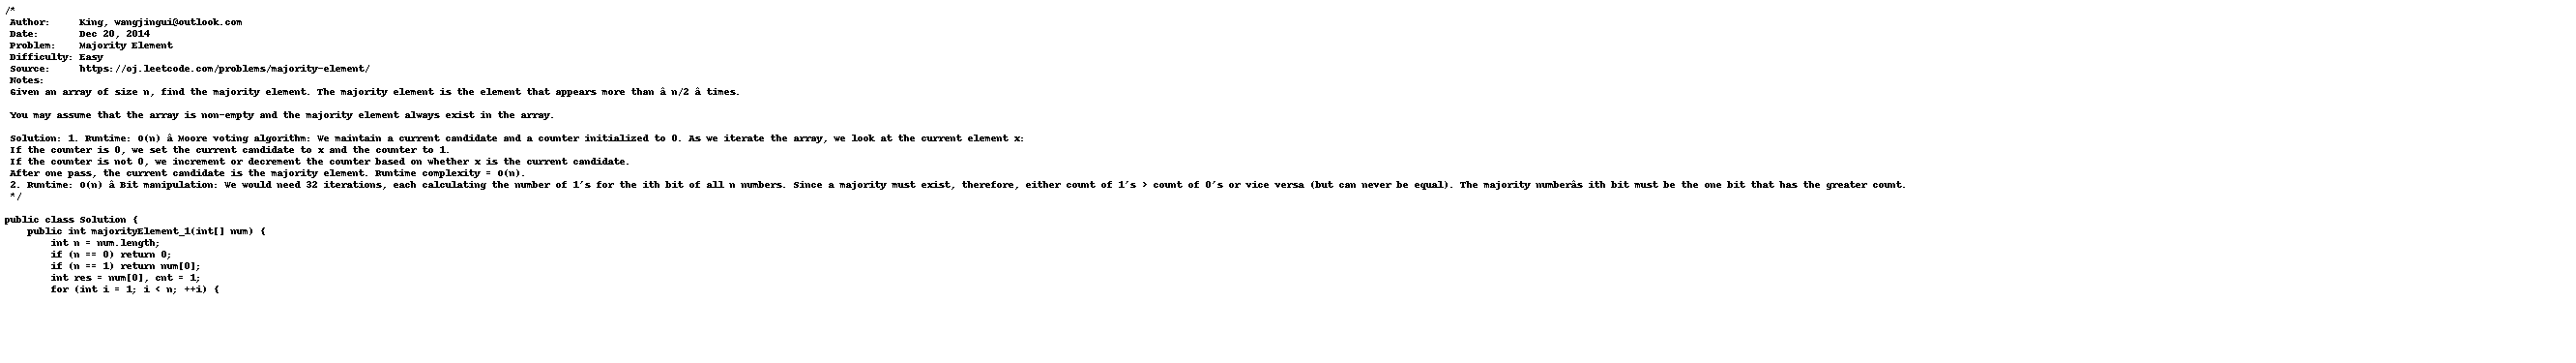 /*
 Author:     King, wangjingui@outlook.com
 Date:       Dec 20, 2014
 Problem:    Majority Element
 Difficulty: Easy
 Source:     https://oj.leetcode.com/problems/majority-element/
 Notes:
 Given an array of size n, find the majority element. The majority element is the element that appears more than â n/2 â times.

 You may assume that the array is non-empty and the majority element always exist in the array.

 Solution: 1. Runtime: O(n) â Moore voting algorithm: We maintain a current candidate and a counter initialized to 0. As we iterate the array, we look at the current element x:
 If the counter is 0, we set the current candidate to x and the counter to 1.
 If the counter is not 0, we increment or decrement the counter based on whether x is the current candidate.
 After one pass, the current candidate is the majority element. Runtime complexity = O(n).
 2. Runtime: O(n) â Bit manipulation: We would need 32 iterations, each calculating the number of 1's for the ith bit of all n numbers. Since a majority must exist, therefore, either count of 1's > count of 0's or vice versa (but can never be equal). The majority numberâs ith bit must be the one bit that has the greater count.
 */

public class Solution {
    public int majorityElement_1(int[] num) {
        int n = num.length;
        if (n == 0) return 0;
        if (n == 1) return num[0];
        int res = num[0], cnt = 1;
        for (int i = 1; i < n; ++i) {